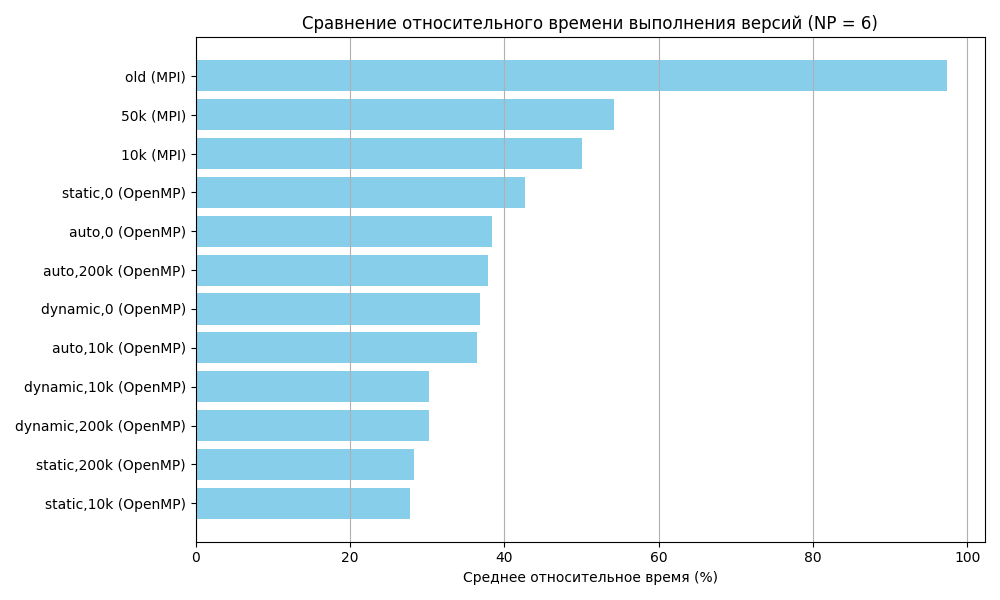 Сравнение относительного времени выполнения версий (NP = 6)
old (MPI)
50k (MPI)
10k (MPI)
static,0 (OpenMP)
auto,0 (OpenMP)
auto,200k (OpenMP)
dynamic,0 (OpenMP)
auto,10k (OpenMP)
dynamic,10k (OpenMP)
dynamic,200k (OpenMP)
static,200k (OpenMP)
static,10k (OpenMP)
0 20 40 60 80 100
Среднее относительное время (%)